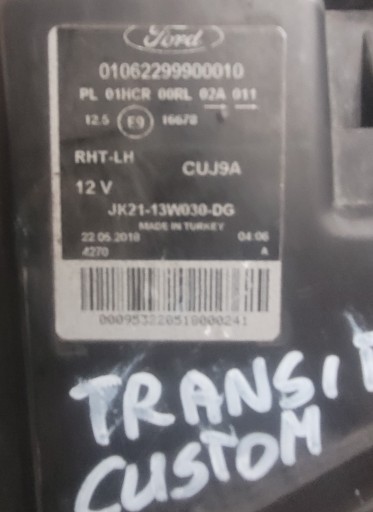 Ford
01062299900010
PL 01HCR 00RL 02A 011
12.5 E9 16678
RHT-LH CUJ9A
12 V
JK21-13W030-DG
MADE IN TURKEY
22.05.2018 04:06
4270 A
000953220518000241
TRANSIT
CUSTOM